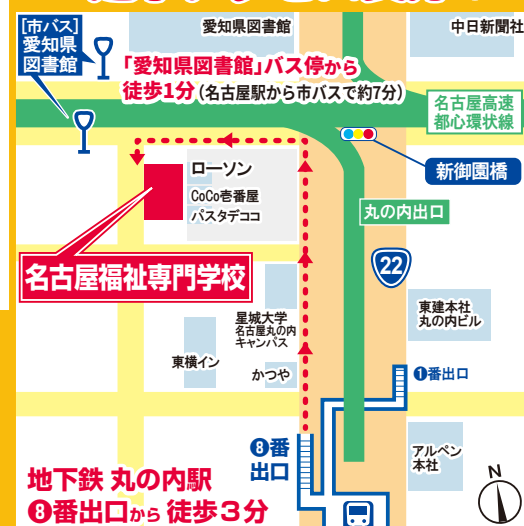 愛知県図書館
中日新聞社
[市バス]
愛知県
図書館
「愛知県図書館」バス停から
徒歩1分(名古屋駅から市バスで約7分)
名古屋高速
都心環状線
新御園橋
ローソン
CoCo壱番屋
パスタデココ
丸の内出口
名古屋福祉専門学校
22
星城大学
名古屋丸の内
キャンパス
東建本社
丸の内ビル
東横イン
かつや
❶番出口
❽番
出口
アルペン
本社
地下鉄 丸の内駅
❽番出口から 徒歩3分
N